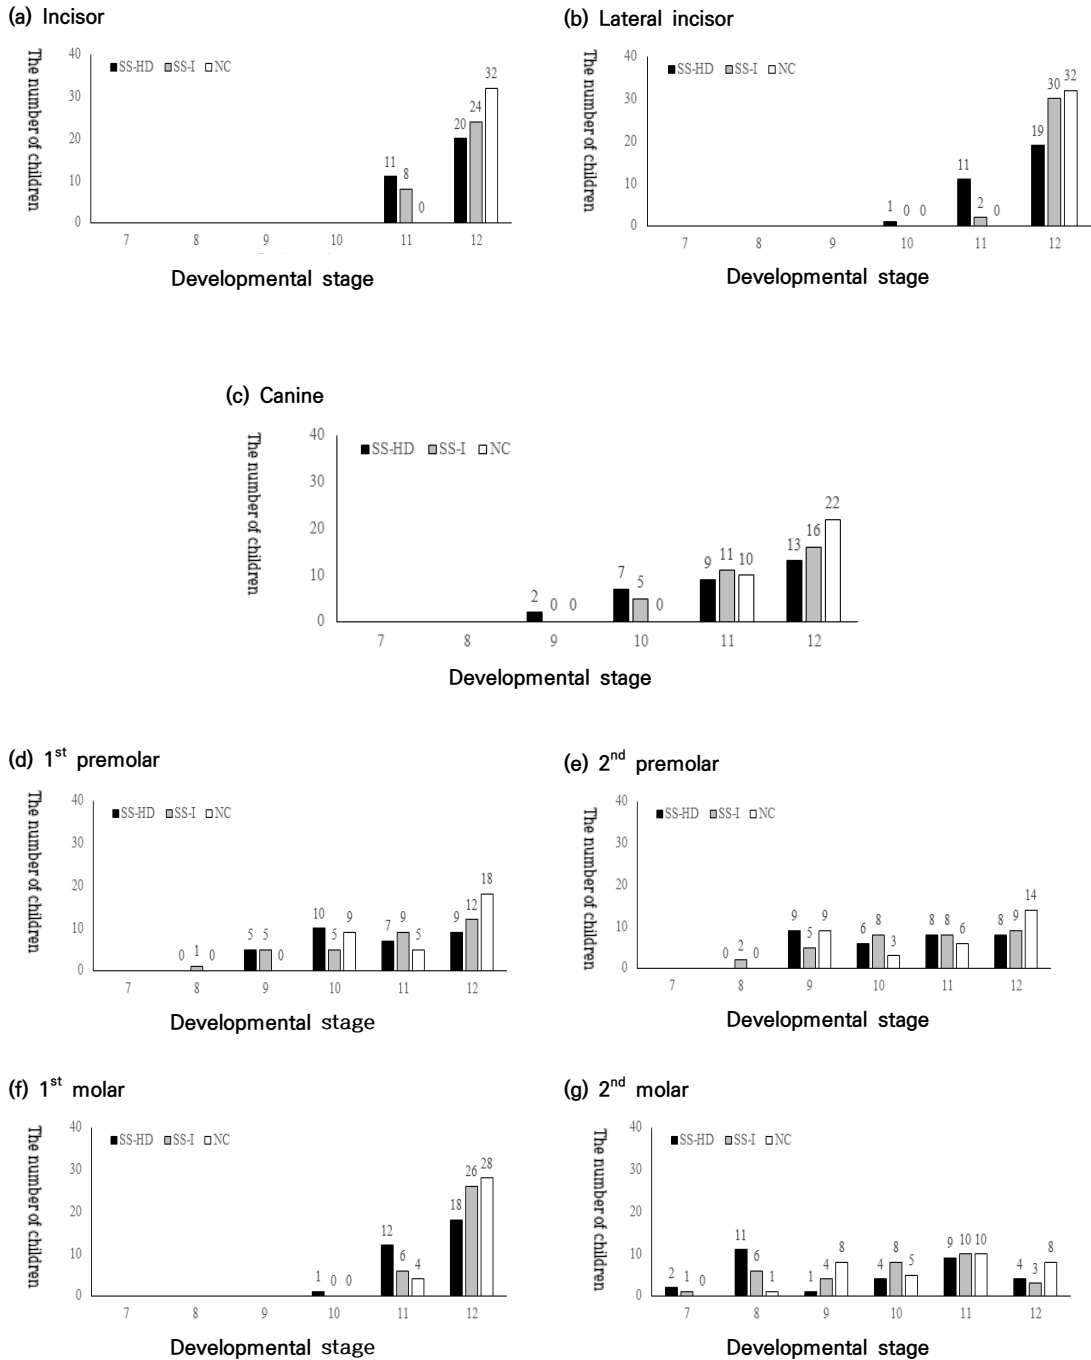 (a) Incisor
The number of children
40
30
20
10
0
SS-HD SS-I NC
11 8 0
20 24 32
7 8 9 10 11 12
Developmental stage
(b) Lateral incisor
The number of children
40
30
20
10
0
SS-HD SS-I NC
1 0 0
11 2 0
19 30 32
7 8 9 10 11 12
Developmental stage
(c) Canine
The number of children
40
30
20
10
0
SS-HD SS-I NC
2 0 0
7 5 0
9 11 10
13 16 22
7 8 9 10 11 12
Developmental stage
(d) 1st premolar
The number of children
40
30
20
10
0
SS-HD SS-I NC
0 1 0
5 5 0
10 5 9
7 9 5
9 12 18
7 8 9 10 11 12
Developmental stage
(e) 2nd premolar
The number of children
40
30
20
10
0
SS-HD SS-I NC
0 2 0
9 5 9
6 8 3
8 8 6
8 9 14
7 8 9 10 11 12
Developmental stage
(f) 1st molar
The number of children
40
30
20
10
0
SS-HD SS-I NC
1 0 0
12 6 4
18 26 28
7 8 9 10 11 12
Developmental stage
(g) 2nd molar
The number of children
40
30
20
10
0
SS-HD SS-I NC
2 1 0
11 6 1
1 4 8
4 8 5
9 10 10
4 3 8
7 8 9 10 11 12
Developmental stage